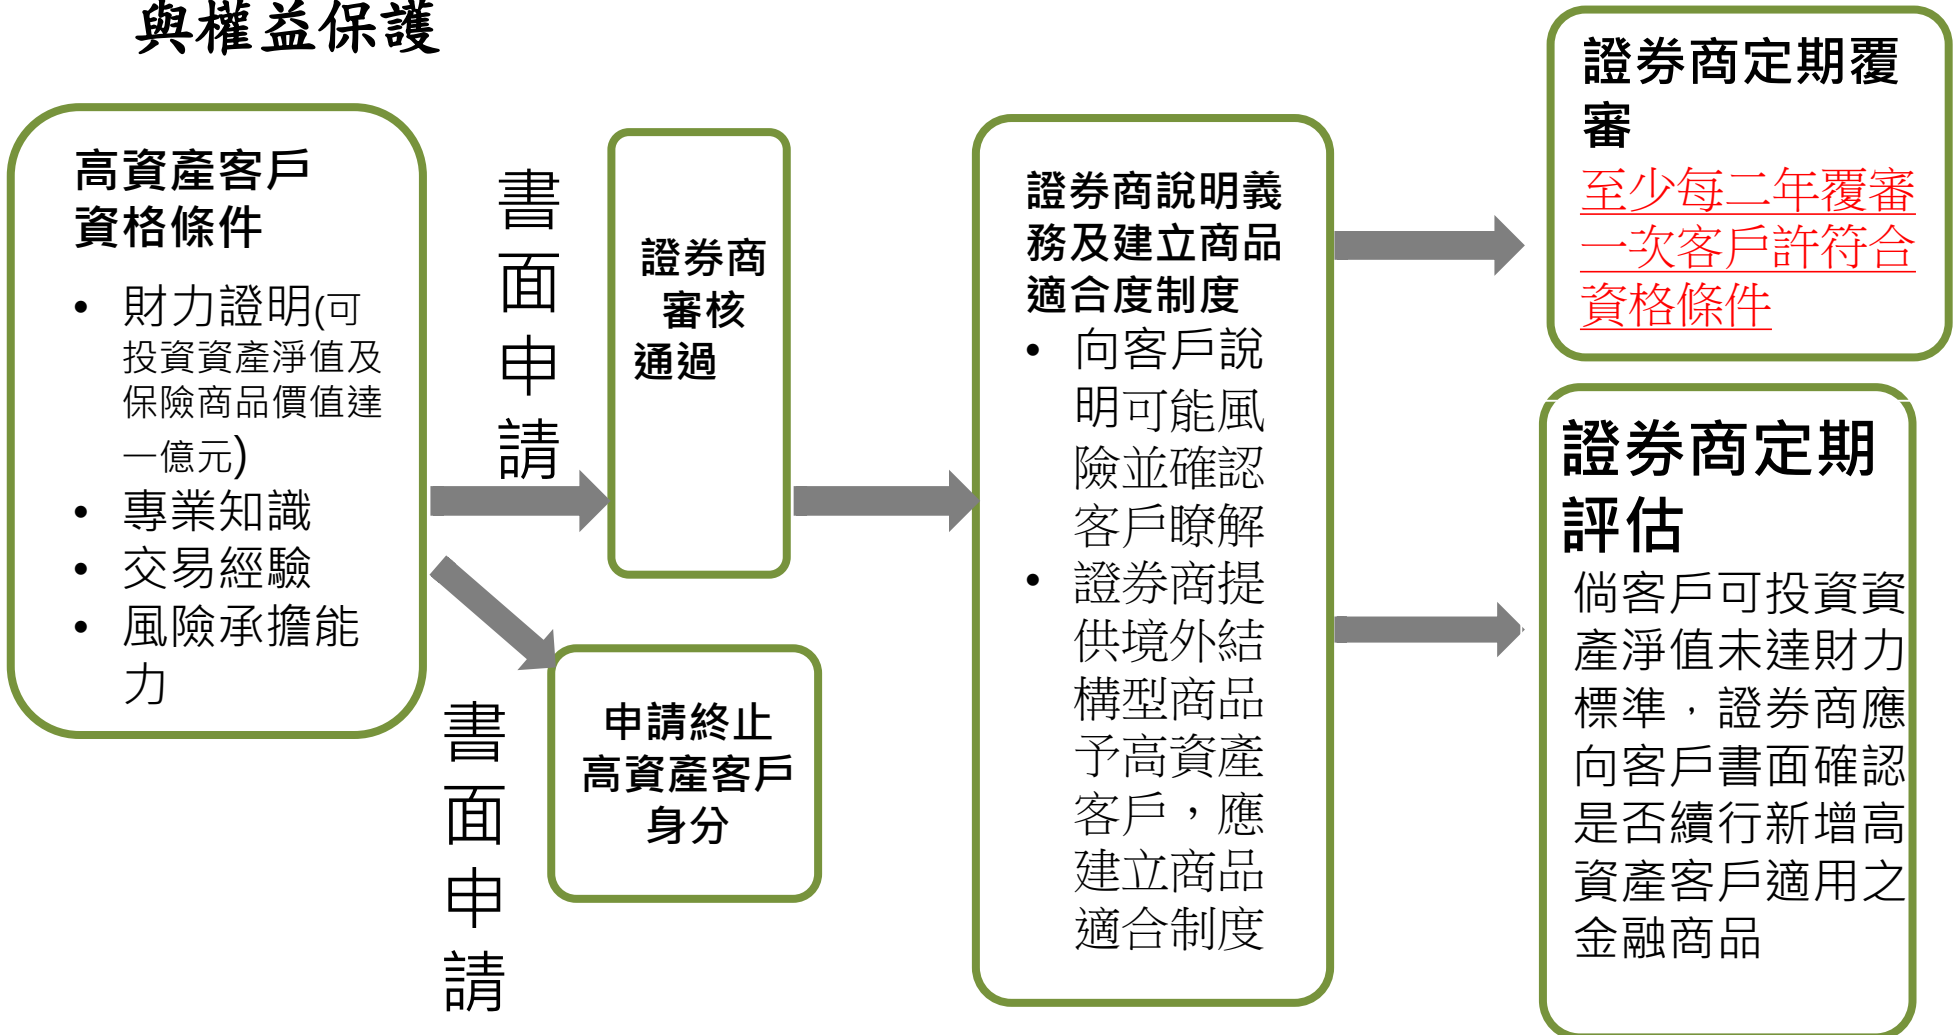 與權益保護
高資產客戶
資格條件
• 財力證明(可
投資資產淨值及
保險商品價值達
一億元)
• 專業知識
• 交易經驗
• 風險承擔能
力
書
面
申
請
證券商
審核
通過
書
面
申
請
申請終止
高資產客戶
身分
證券商說明義
務及建立商品
適合度制度
• 向客戶說
明可能風
險並確認
客戶瞭解
• 證券商提
供境外結
構型商品
予高資產
客戶，應
建立商品
適合制度
證券商定期覆
審
至少每二年覆審
一次客戶許符合
資格條件
證券商定期
評估
倘客戶可投資資
產淨值未達財力
標準，證券商應
向客戶書面確認
是否續行新增高
資產客戶適用之
金融商品